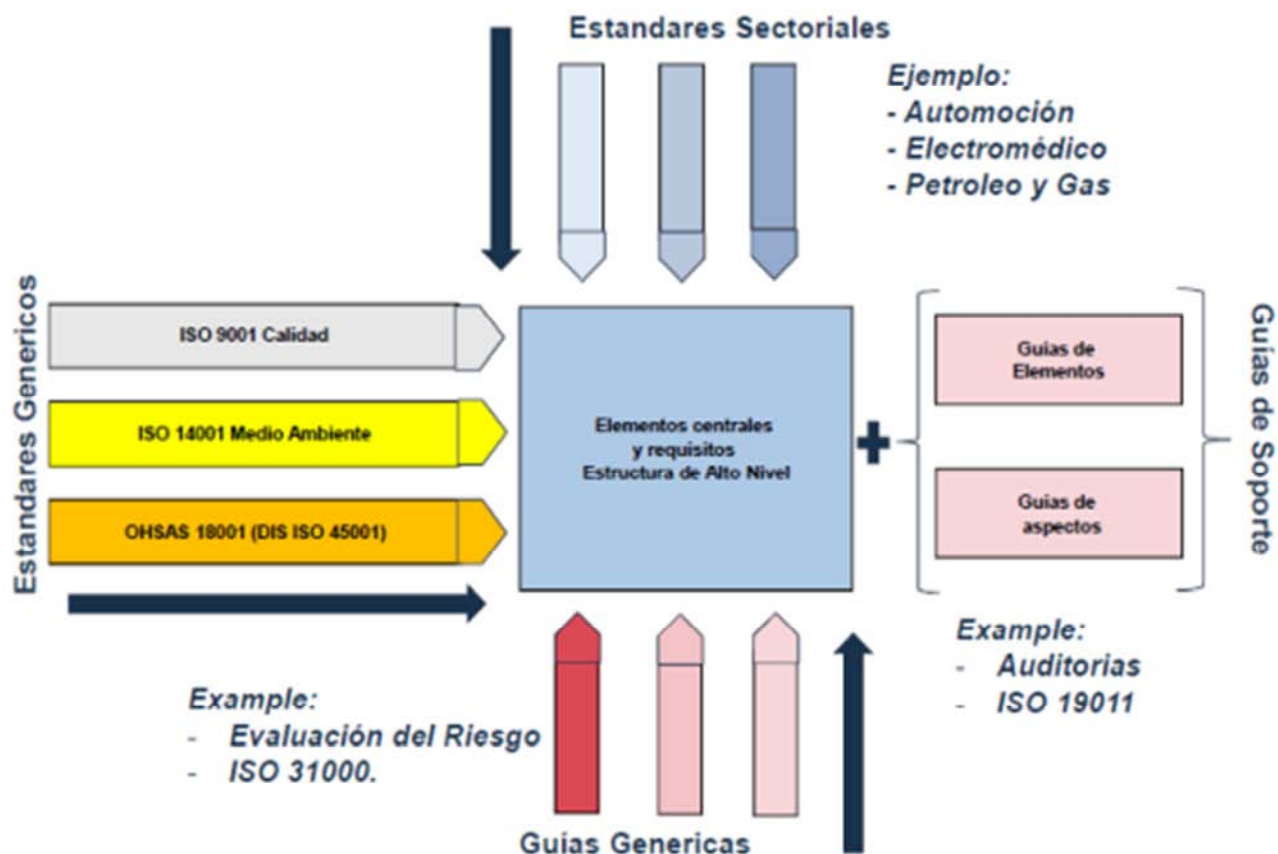 Estandares Sectoriales
Ejemplo:
- Automoción
- Electromédico
- Petroleo y Gas
Estandares Genericos
ISO 9001 Calidad
ISO 14001 Medio Ambiente
OHSAS 18001 (DIS ISO 45001)
Elementos centrales
y requisitos
Estructura de Alto Nivel
Guias de
Elementos
Guias de
aspectos
Guías de Soporte
Example:
- Auditorias
- ISO 19011
Example:
- Evaluación del Riesgo
- ISO 31000.
Guías Genericas